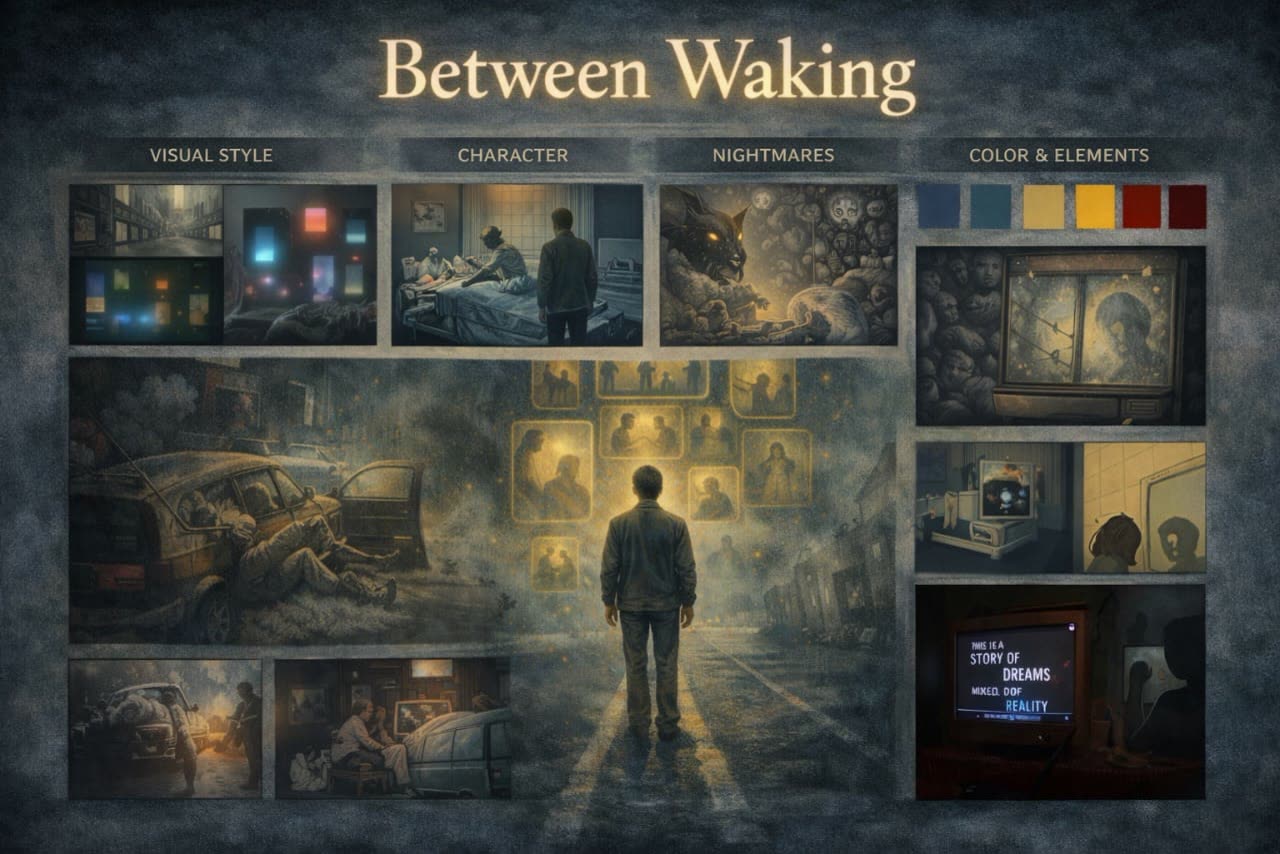 Between Waking
VISUAL STYLE
CHARACTER
NIGHTMARES
COLOR & ELEMENTS
THIS IS A
STORY OF
DREAMS
MIXED. DOF
REALITY